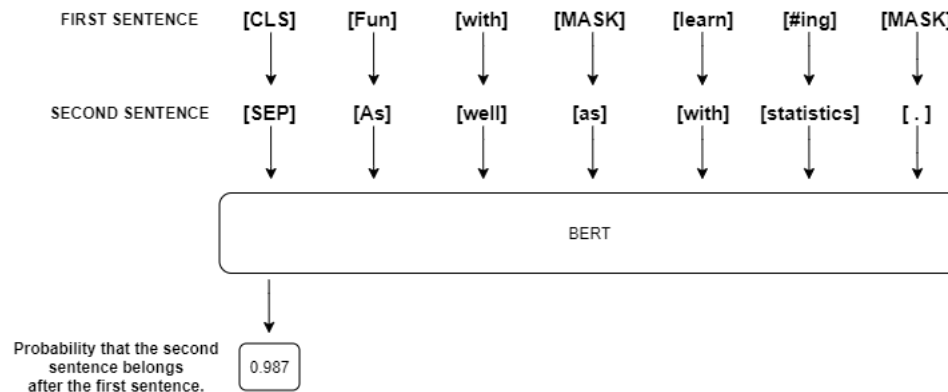 FIRST SENTENCE [CLS] [Fun] [with] [MASK] [learn] [#ing] [MASK]
SECOND SENTENCE [SEP] [As] [well] [as] [with] [statistics] [ . ]
BERT
Probability that the second
sentence belongs
after the first sentence.
0.987